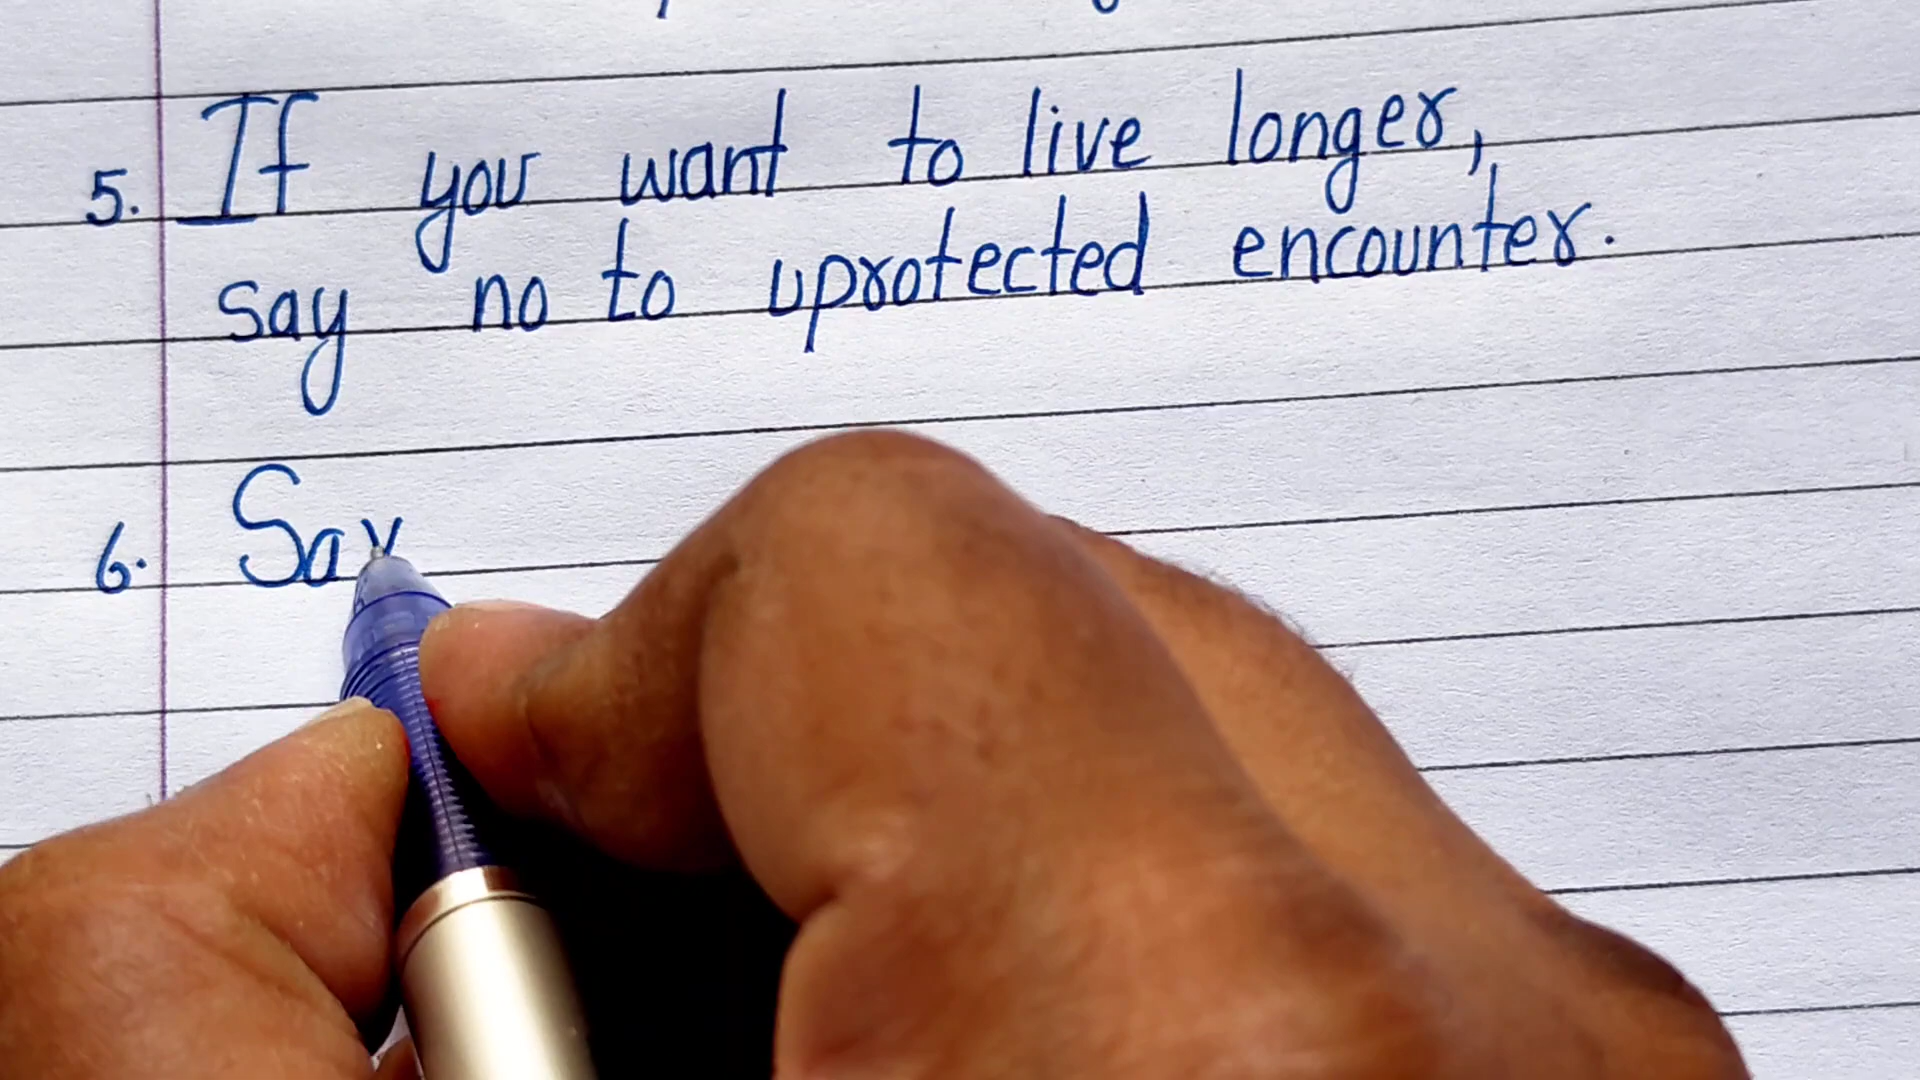 5. If you want to live longer,
say no to uprotected encounter.
6. Say